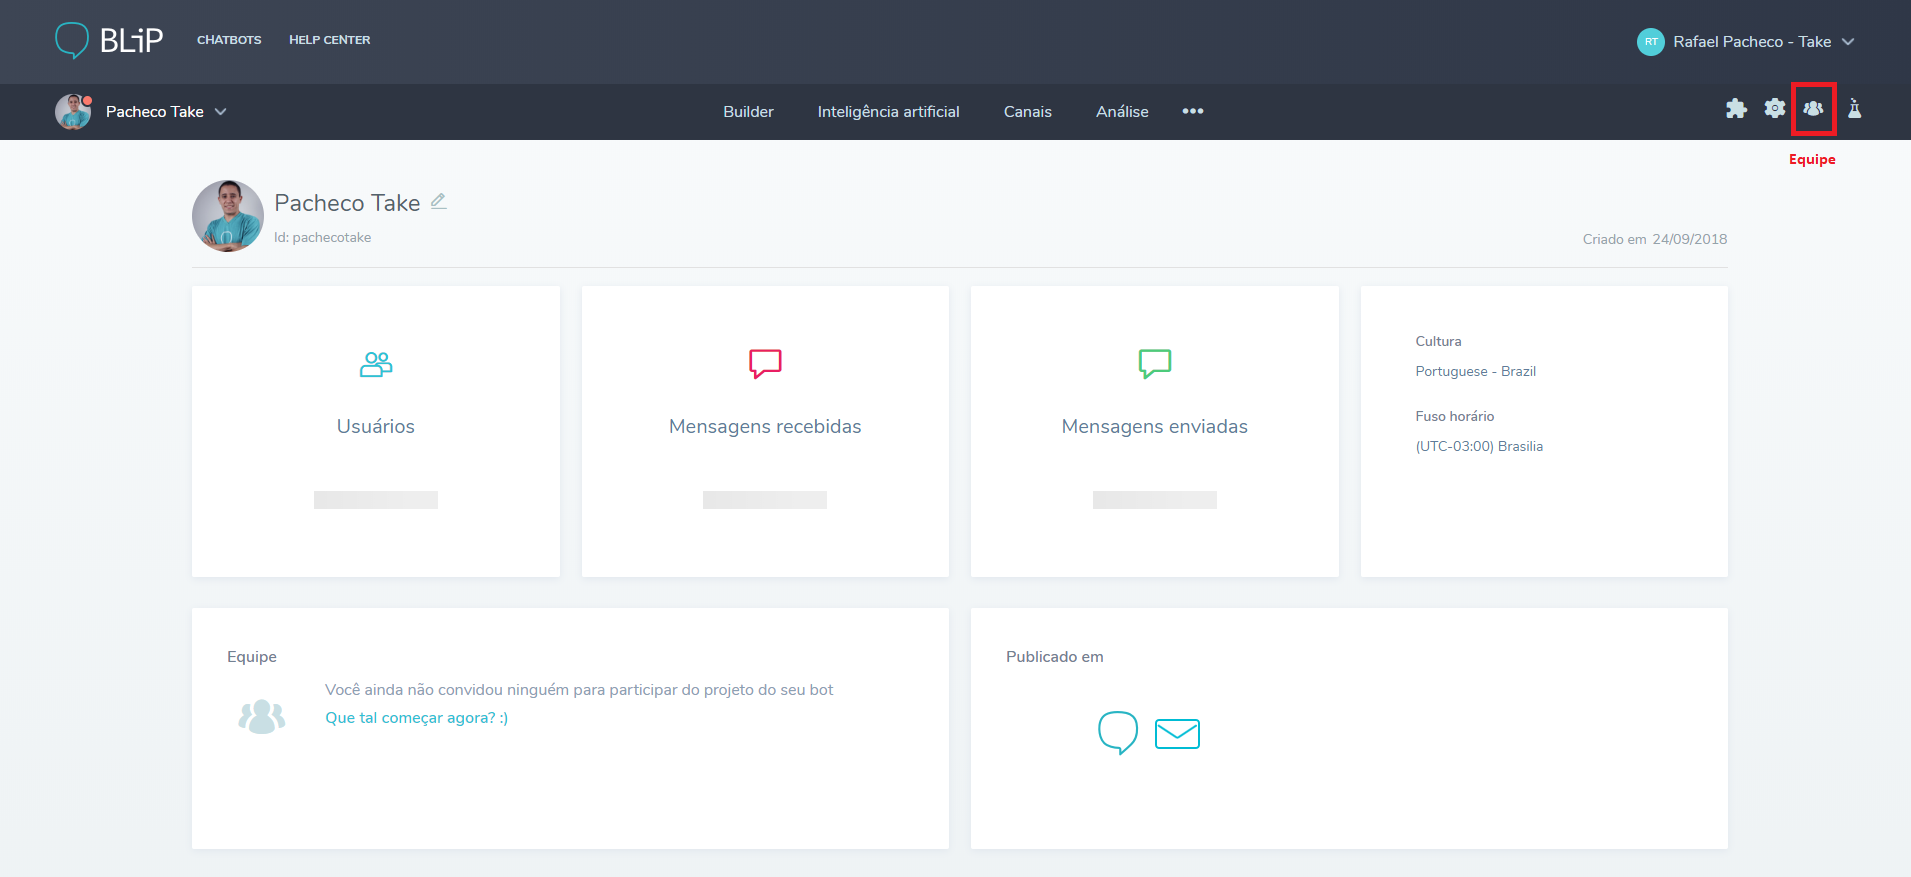 BLiP
CHATBOTS
HELP CENTER
RT
Rafael Pacheco - Take
Pacheco Take
Builder
Inteligência artificial
Canais
Análise
Equipe
Pacheco Take
Id: pachecotake
Criado em 24/09/2018
Usuários
Mensagens recebidas
Mensagens enviadas
Cultura
Portuguese - Brazil
Fuso horário
(UTC-03:00) Brasilia
Equipe
Você ainda não convidou ninguém para participar do projeto do seu bot
Que tal começar agora? :)
Publicado em